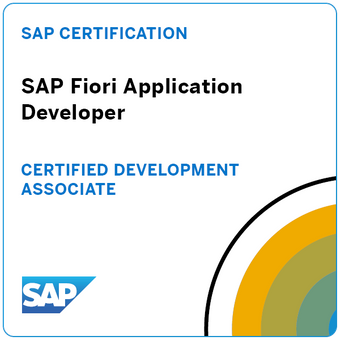 SAP CERTIFICATION
SAP Fiori Application
Developer
CERTIFIED DEVELOPMENT
ASSOCIATE
SAP